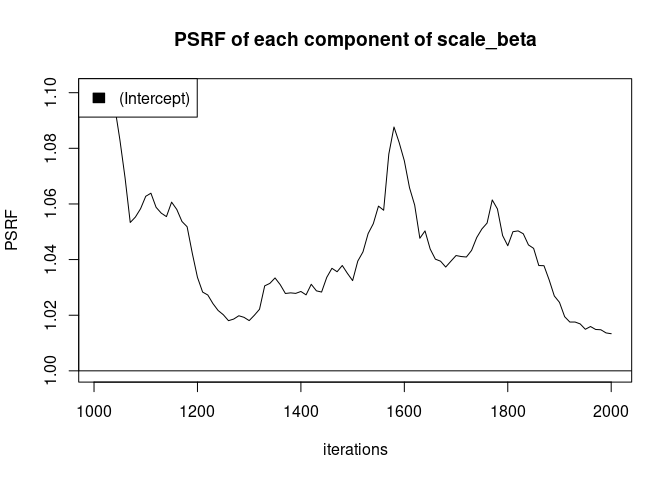 PSRF of each component of scale_beta
(Intercept)
1.10
1.08
1.06
1.04
1.02
1.00
PSRF
1000 1200 1400 1600 1800 2000
iterations